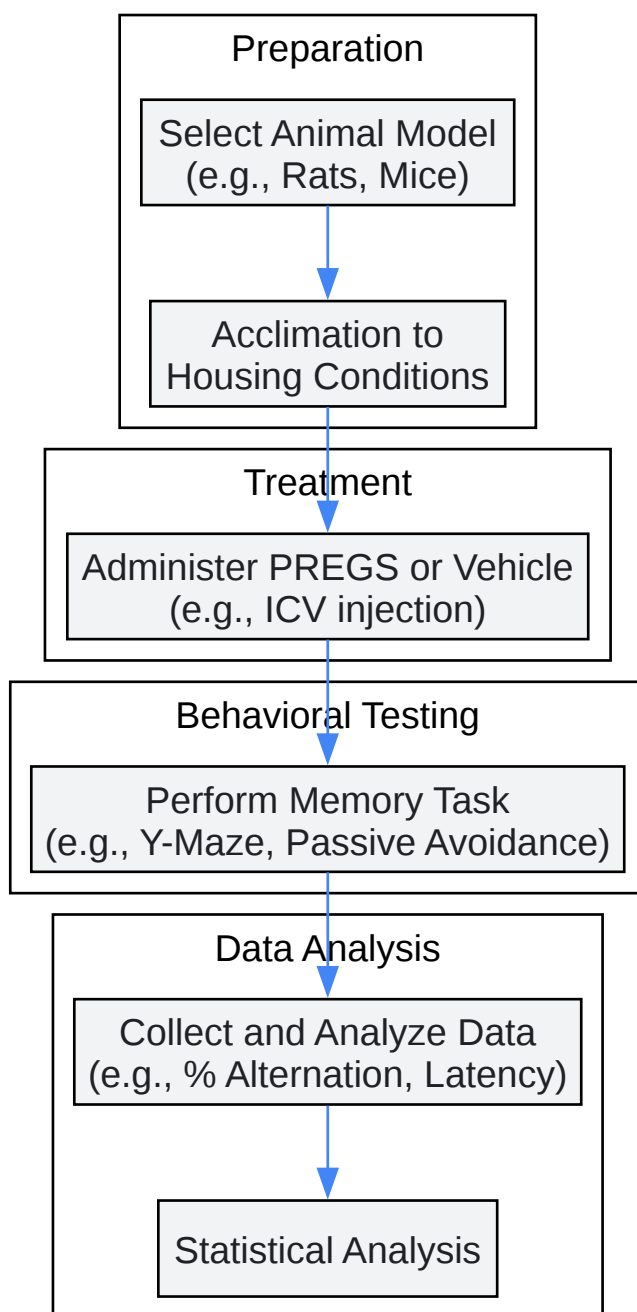 Preparation
Select Animal Model
(e.g., Rats, Mice)
Acclimation to
Housing Conditions
Treatment
Administer PREGS or Vehicle
(e.g., ICV injection)
Behavioral Testing
Perform Memory Task
(e.g., Y-Maze, Passive Avoidance)
Data Analysis
Collect and Analyze Data
(e.g., % Alternation, Latency)
Statistical Analysis